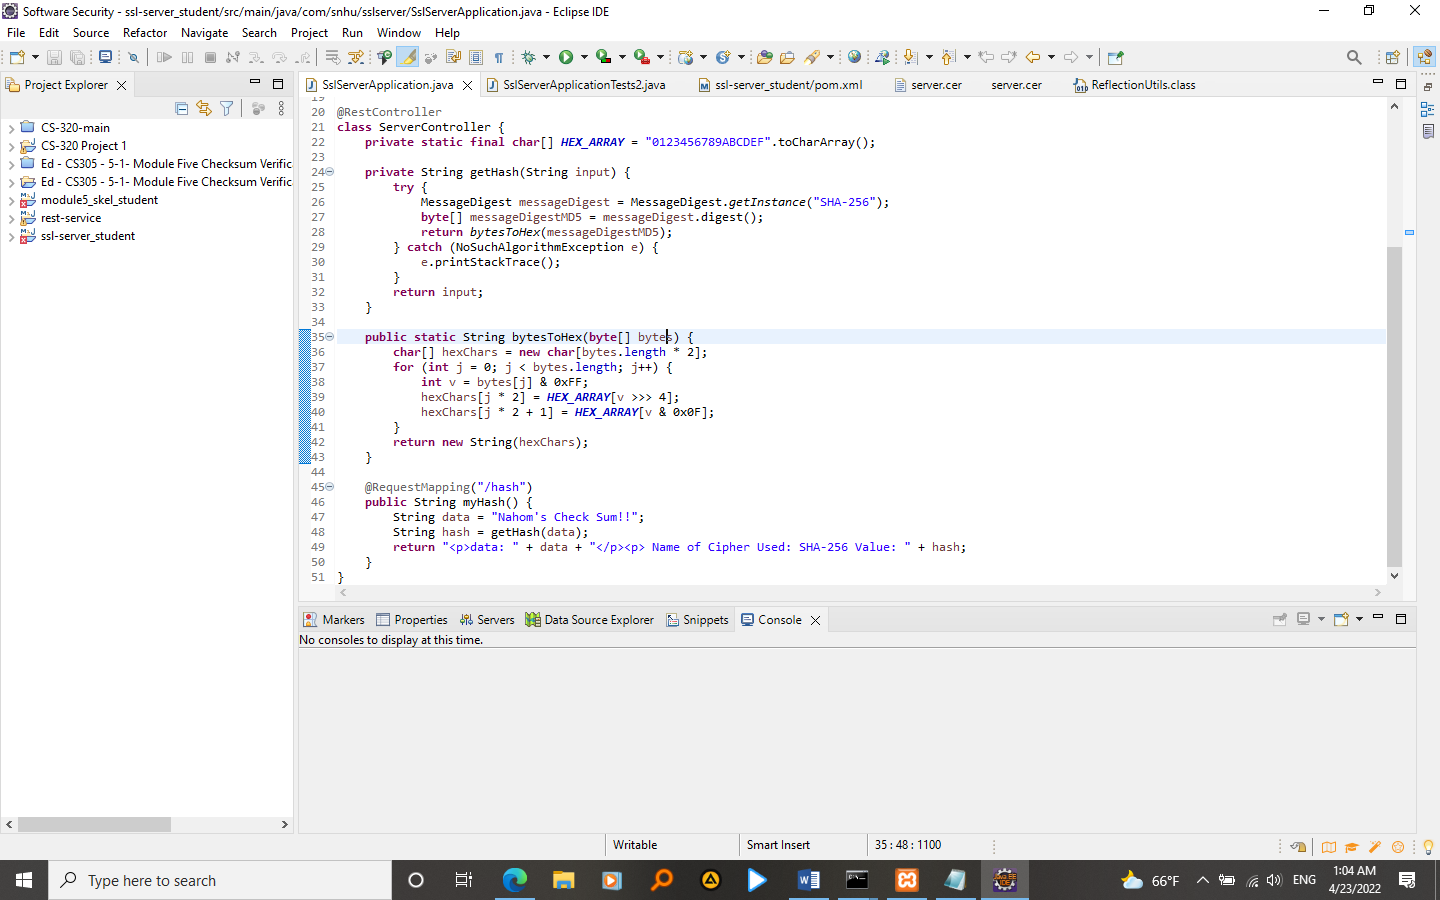 Software Security - ssl-server_student/src/main/java/com/snhu/sslserver/SslServerApplication.java - Eclipse IDE
File Edit Source Refactor Navigate Search Project Run Window Help
Project Explorer
CS-320-main
CS-320 Project 1
Ed - CS305 - 5-1- Module Five Checksum Verific
Ed - CS305 - 5-1- Module Five Checksum Verific
module5_skel_student
rest-service
ssl-server_student
SslServerApplication.java SslServerApplicationTests2.java ssl-server_student/pom.xml server.cer server.cer ReflectionUtils.class
19
20 @RestController
21 class ServerController {
22     private static final char[] HEX_ARRAY = "0123456789ABCDEF".toCharArray();
23
24     private String getHash(String input) {
25         try {
26             MessageDigest messageDigest = MessageDigest.getInstance("SHA-256");
27             byte[] messageDigestMD5 = messageDigest.digest();
28             return bytesToHex(messageDigestMD5);
29         } catch (NoSuchAlgorithmException e) {
30             e.printStackTrace();
31         }
32         return input;
33     }
34
35     public static String bytesToHex(byte[] bytes) {
36         char[] hexChars = new char[bytes.length * 2];
37         for (int j = 0; j < bytes.length; j++) {
38             int v = bytes[j] & 0xFF;
39             hexChars[j * 2] = HEX_ARRAY[v >>> 4];
40             hexChars[j * 2 + 1] = HEX_ARRAY[v & 0x0F];
41         }
42         return new String(hexChars);
43     }
44
45     @RequestMapping("/hash")
46     public String myHash() {
47         String data = "Nahom's Check Sum!!";
48         String hash = getHash(data);
49         return "<p>data: " + data + "</p><p> Name of Cipher Used: SHA-256 Value: " + hash;
50     }
51 }
Markers Properties Servers Data Source Explorer Snippets Console
No consoles to display at this time.
Writable Smart Insert 35 : 48 : 1100
Type here to search
66°F ENG 1:04 AM
4/23/2022